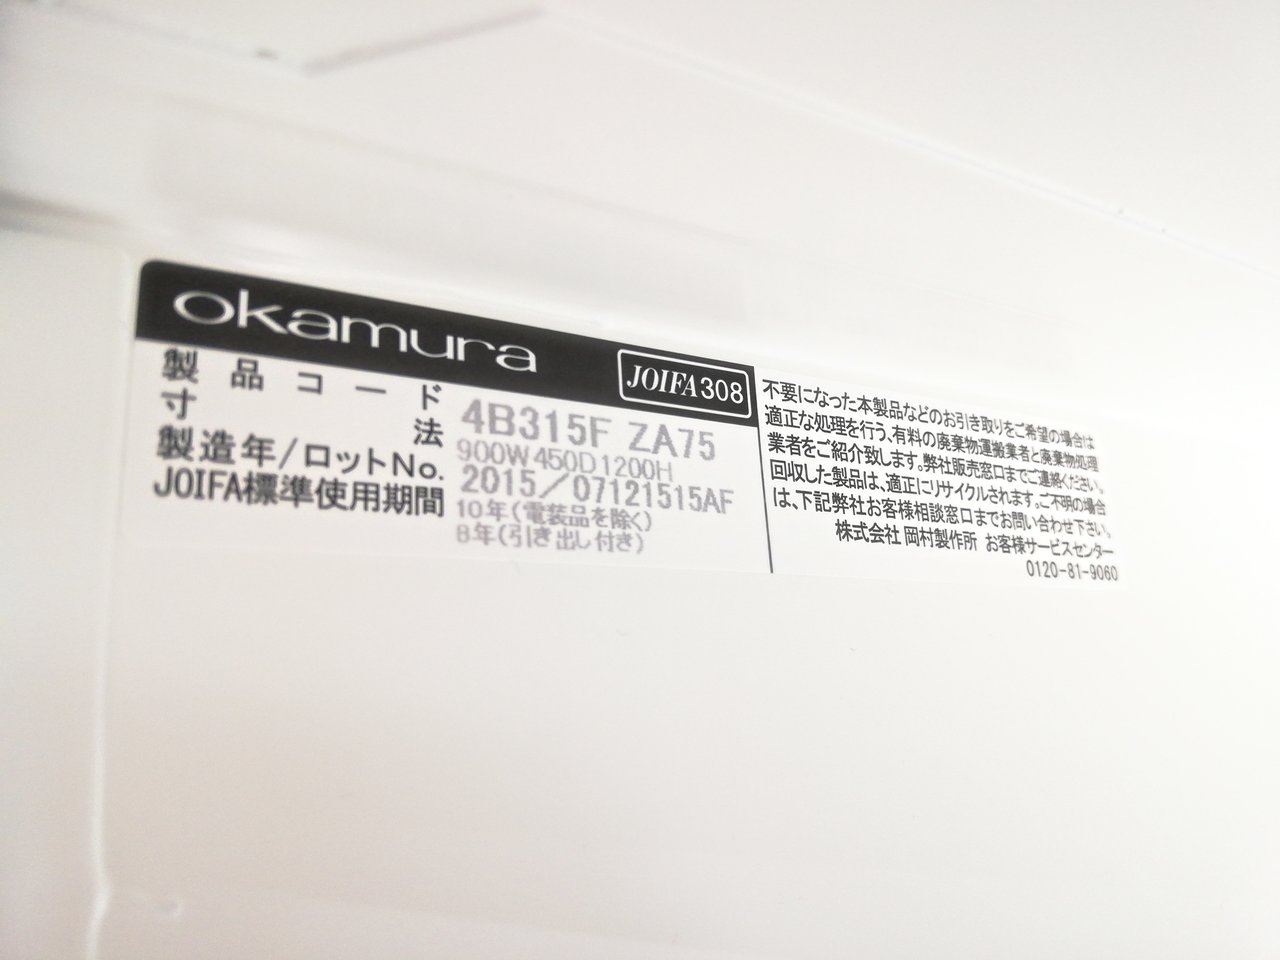 okamura
JOIFA308
製品コード 4B315F ZA75
寸法 900W450D1200H
製造年/ロットNo. 2015/07121515AF
JOIFA標準使用期間 10年(電装品を除く)
8年(引き出し付き)
不要になった本製品などのお引き取りをご希望の場合は
適正な処理を行う、有料の廃棄物運搬業者と廃棄物処理
業者をご紹介致します。弊社販売窓口までご連絡ください。
回収した製品は、適正にリサイクルされます。ご不明の場合
は、下記弊社お客様相談窓口までお問い合わせ下さい。
株式会社 岡村製作所 お客様サービスセンター
0120-81-9060